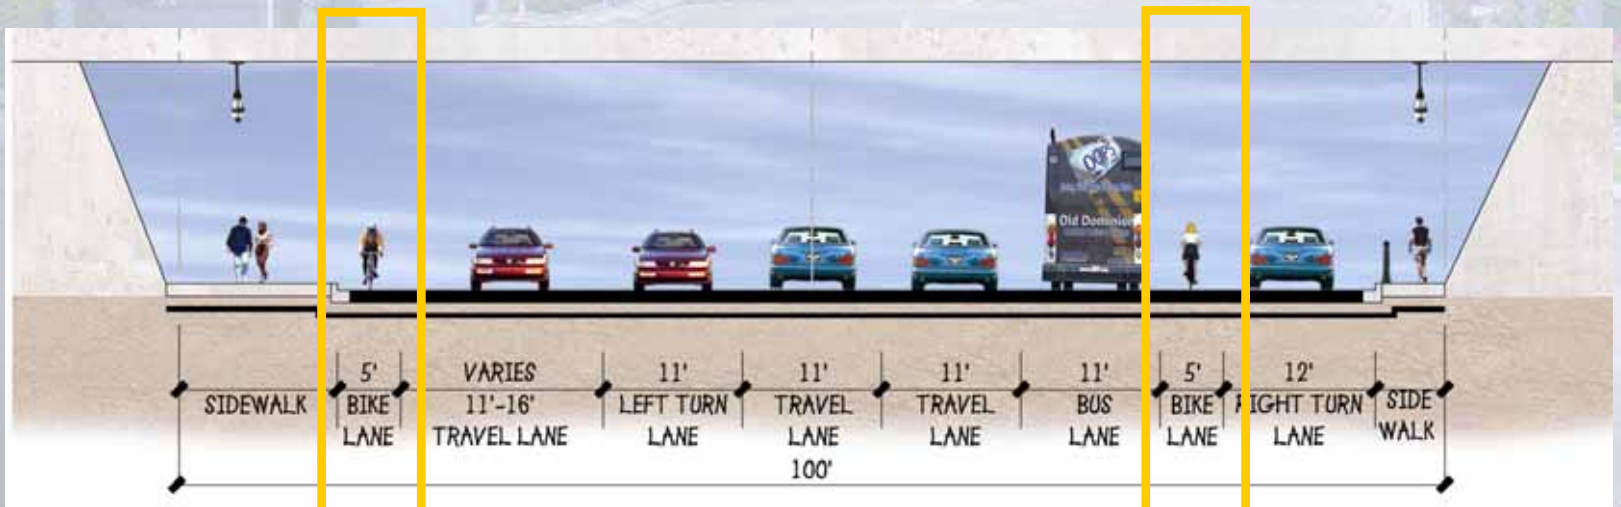 OOPS
Old Dominion
5' VARIES 11' 11' 11' 11' 5' 12'
SIDEWALK BIKE 11'-16' LEFT TURN TRAVEL TRAVEL BUS BIKE RIGHT TURN SIDE
LANE TRAVEL LANE LANE LANE LANE LANE LANE LANE WALK
100'